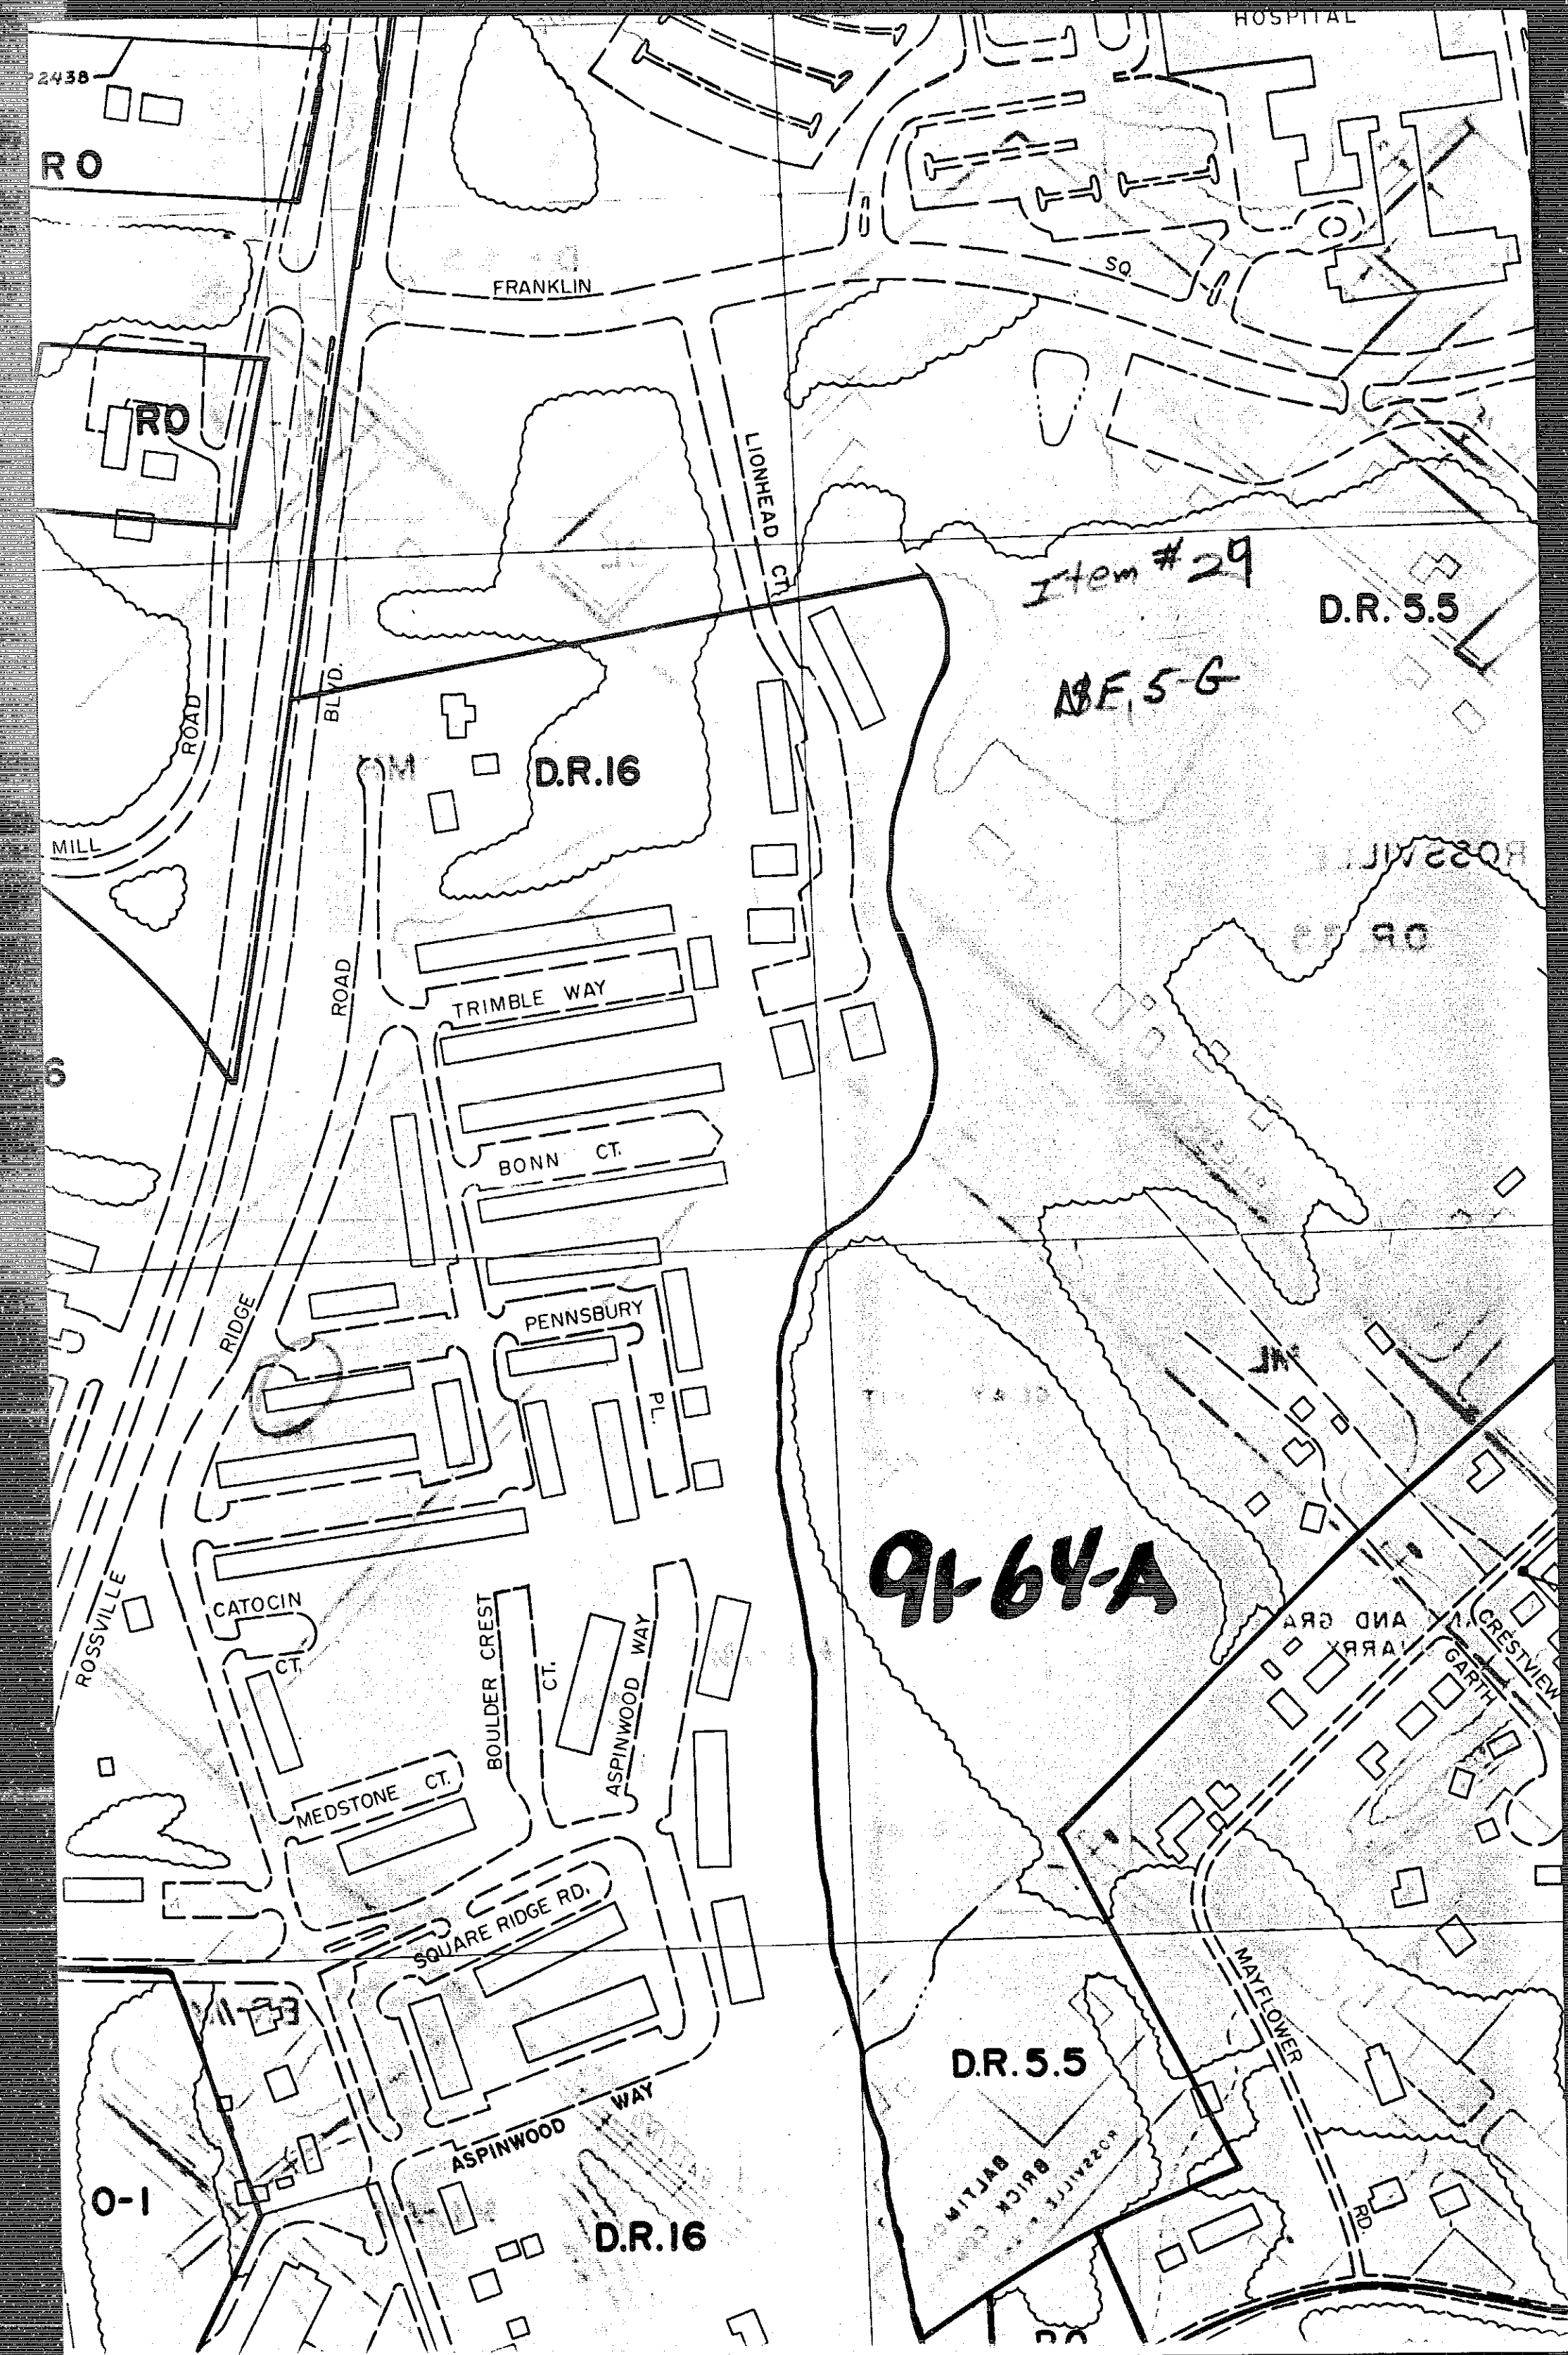 HOSPITAL
2438
RO
FRANKLIN
SQ.
RO
LIONHEAD
CT.
Item #29
D.R. 5.5
ROAD
BLVD.
D.R.16
MILL
ROAD
TRIMBLE WAY
6
BONN CT.
RIDGE
PENNSBURY
PL.
91-64-A
ROSSVILLE
CATOCIN
CT.
BOULDER CREST
CT.
ASPINWOOD WAY
CRESTVIEW
GARTH
MEDSTONE CT.
SQUARE RIDGE RD.
MAYFLOWER
RD.
D.R. 5.5
ASPINWOOD WAY
O-1
D.R.16